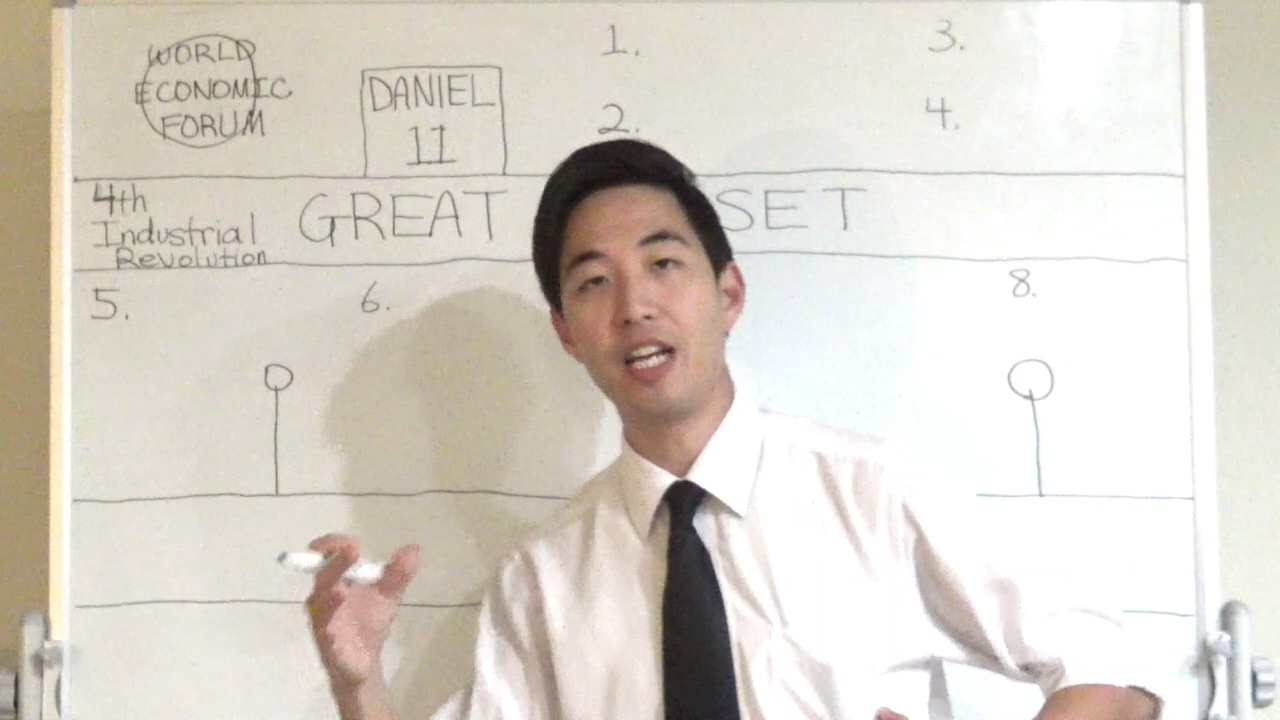 WORLD
ECONOMIC
FORUM
DANIEL
11
1.
2.
3.
4.
4th
Industrial
Revolution
GREAT SET
5.
6.
8.